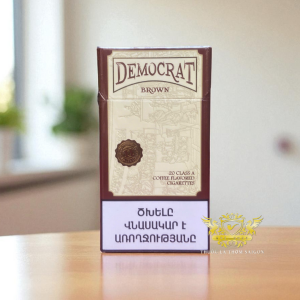 DEMOCRAT
BROWN
20 CLASS A
COFFEE FLAVORED
CIGARETTES
ԾԽԵԼԸ
ՎՆԱՍԱԿԱՐ Է
ԱՌՈՂՋՈՒԹՅԱՆԸ